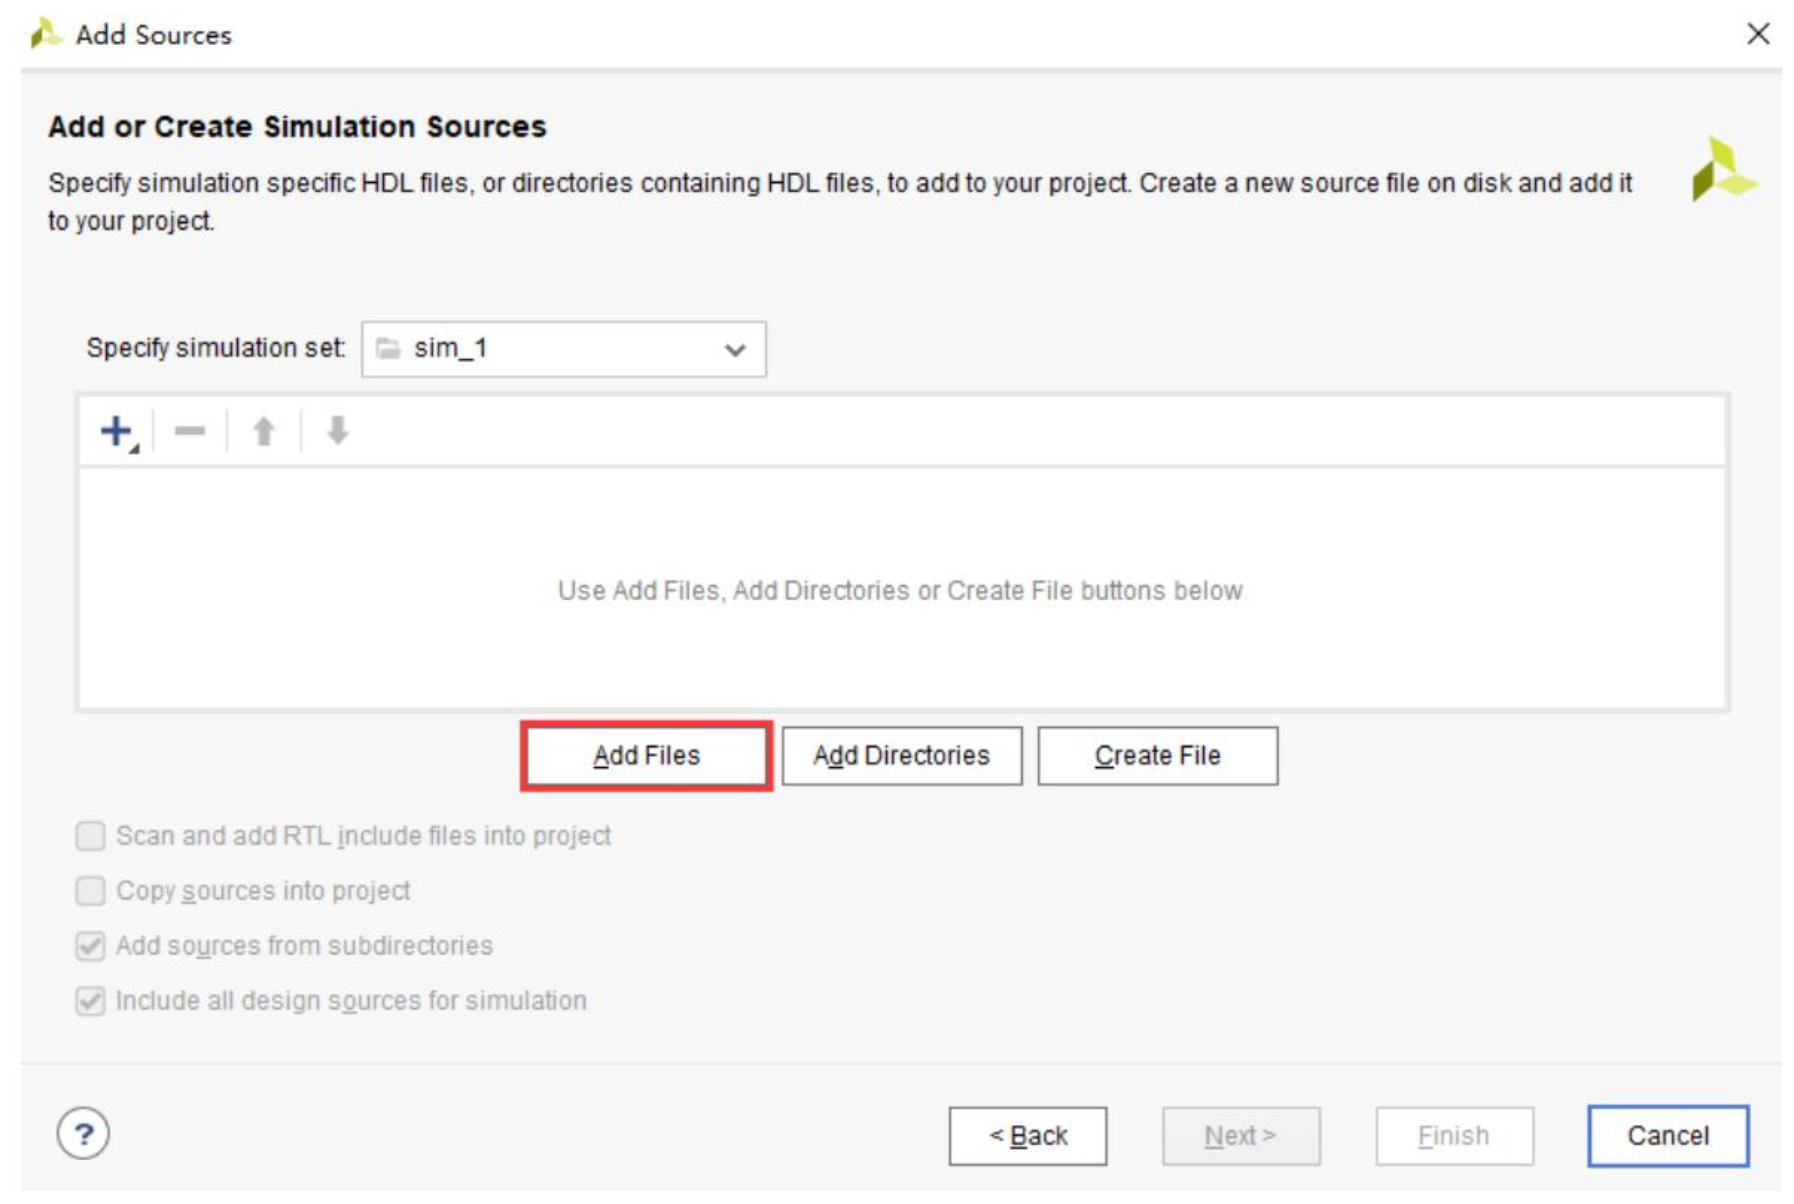 Add Sources
Add or Create Simulation Sources
Specify simulation specific HDL files, or directories containing HDL files, to add to your project. Create a new source file on disk and add it
to your project.
Specify simulation set:
sim_1
Use Add Files, Add Directories or Create File buttons below
Add Files
Add Directories
Create File
Scan and add RTL include files into project
Copy sources into project
Add sources from subdirectories
Include all design sources for simulation
?
< Back
Next >
Finish
Cancel